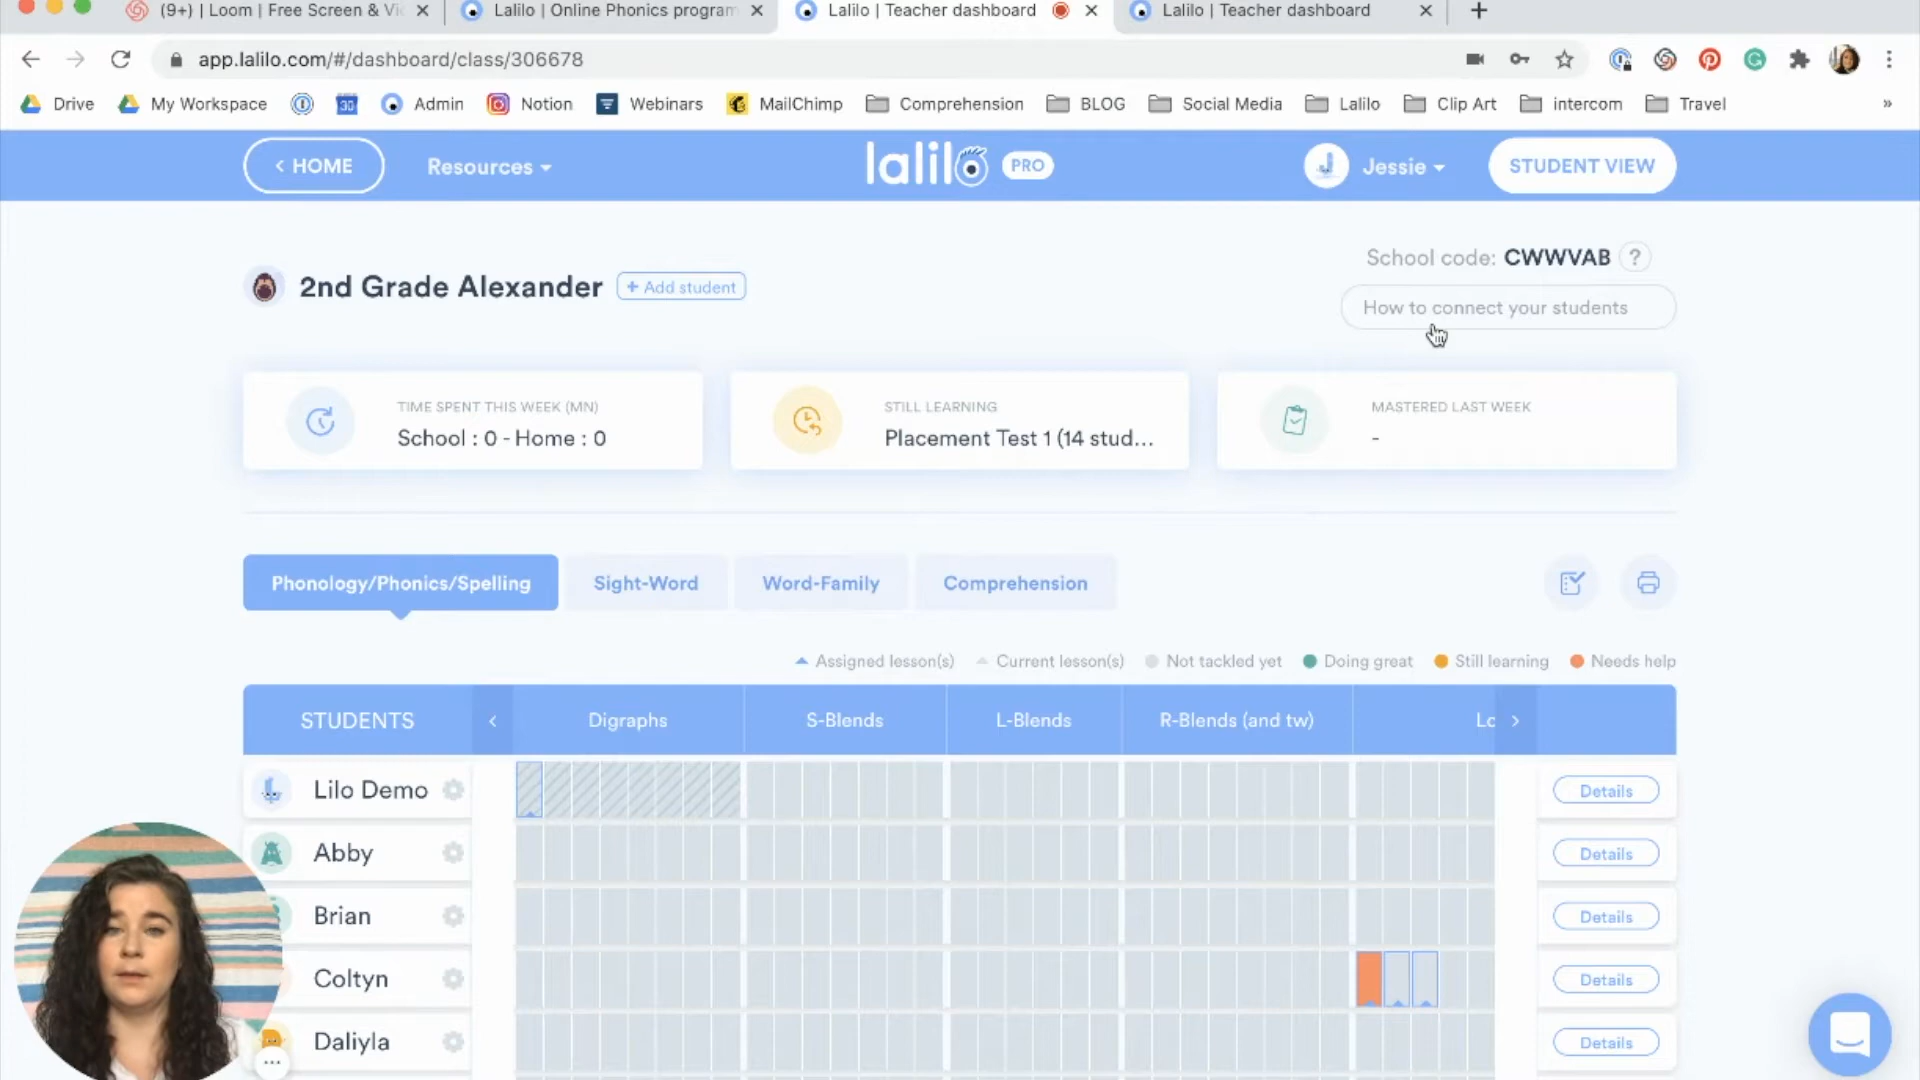 (9+) | Loom | Free Screen & Vi
Lalilo | Online Phonics program
Lalilo | Teacher dashboard
Lalilo | Teacher dashboard
app.lalilo.com/#/dashboard/class/306678
Drive
My Workspace
30
Admin
Notion
Webinars
MailChimp
Comprehension
BLOG
Social Media
Lalilo
Clip Art
intercom
Travel
»
< HOME
Resources
lalilo PRO
Jessie
STUDENT VIEW
2nd Grade Alexander
+ Add student
School code: CWWVAB ?
How to connect your students
TIME SPENT THIS WEEK (MN)
School : 0 - Home : 0
STILL LEARNING
Placement Test 1 (14 stud...
MASTERED LAST WEEK
-
Phonology/Phonics/Spelling
Sight-Word
Word-Family
Comprehension
Assigned lesson(s)
Current lesson(s)
Not tackled yet
Doing great
Still learning
Needs help
STUDENTS
<
Digraphs
S-Blends
L-Blends
R-Blends (and tw)
Lo
>
Lilo Demo
Details
Abby
Details
Brian
Details
Coltyn
Details
Daliyla
Details